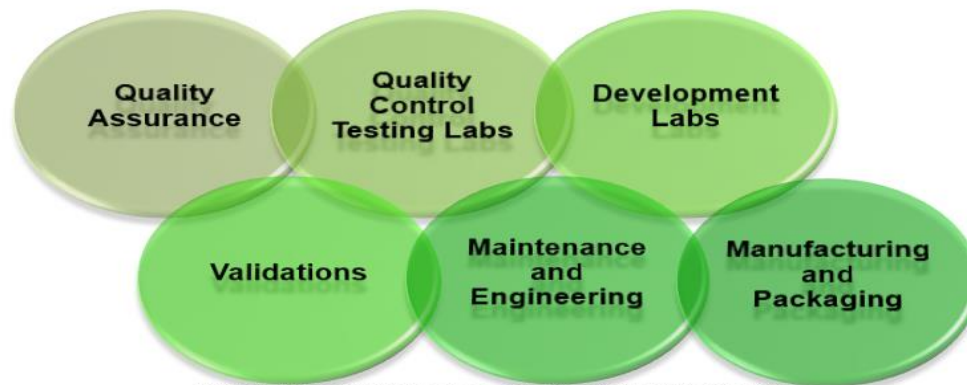 Quality
Assurance
Quality
Control
Testing Labs
Development
Labs
Validations
Maintenance
and
Engineering
Manufacturing
and
Packaging